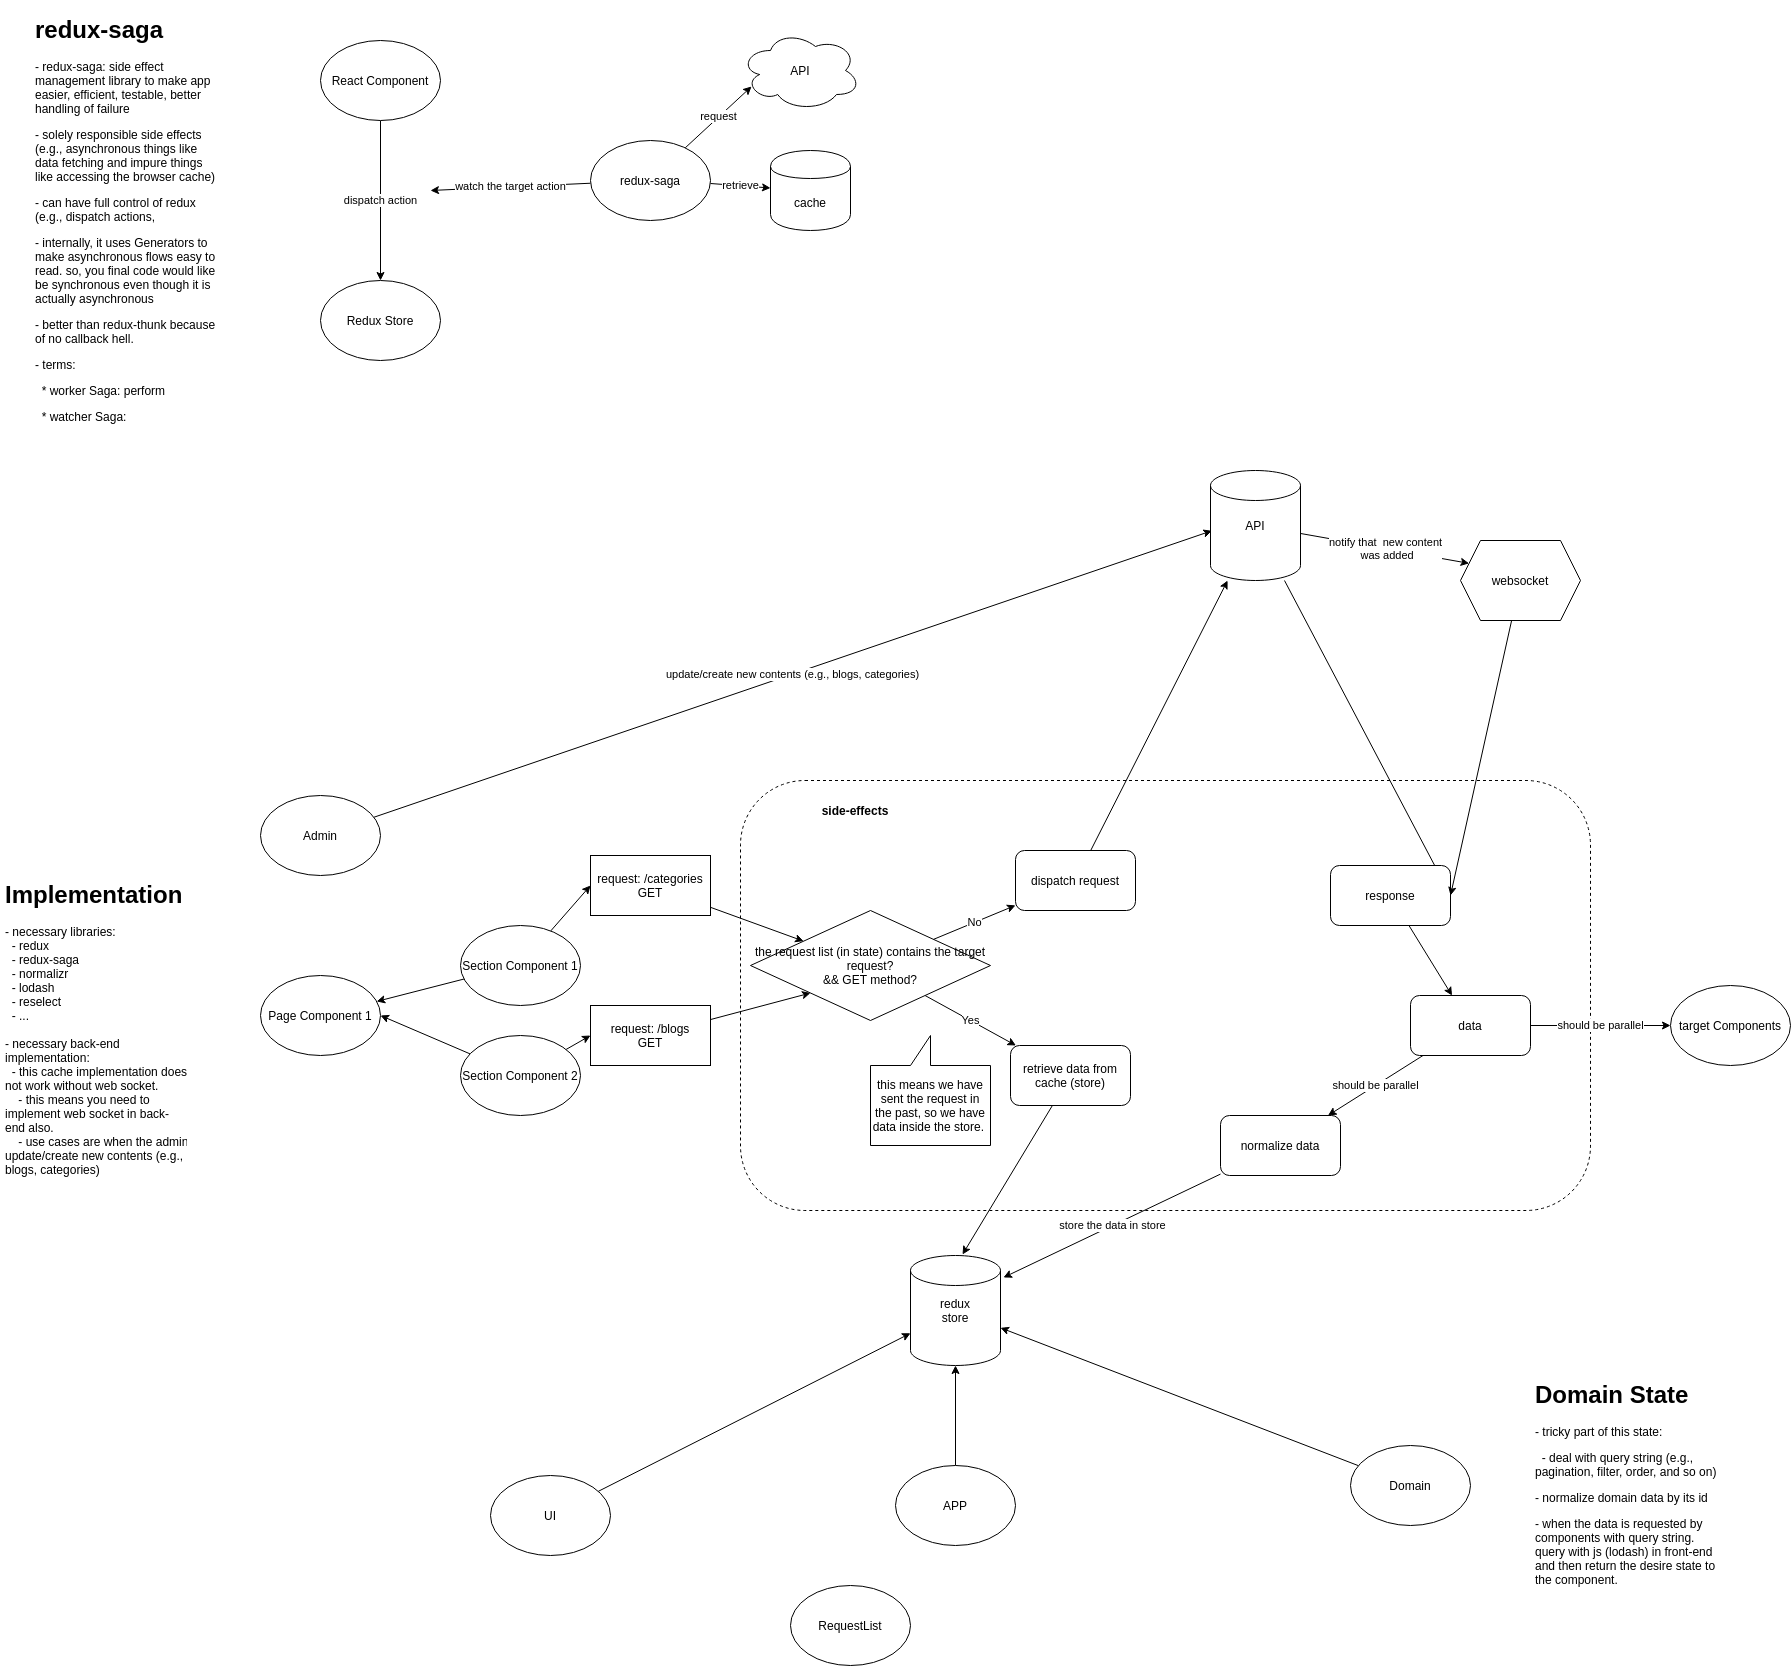 redux-saga
- redux-saga: side effect
management library to make app
easier, efficient, testable, better
handling of failure
- solely responsible side effects
(e.g., asynchronous things like
data fetching and impure things
like accessing the browser cache)
- can have full control of redux
(e.g., dispatch actions,
- internally, it uses Generators to
make asynchronous flows easy to
read. so, you final code would like
be synchronous even though it is
actually asynchronous
- better than redux-thunk because
of no callback hell.
- terms:
* worker Saga: perform
* watcher Saga:
React Component
dispatch action
Redux Store
watch the target action
redux-saga
request
API
retrieve
cache
API
notify that  new content
was added
websocket
update/create new contents (e.g., blogs, categories)
Admin
side-effects
request: /categories
GET
dispatch request
response
Implementation
- necessary libraries:
- redux
- redux-saga
- normalizr
- lodash
- reselect
- ...
- necessary back-end
implementation:
- this cache implementation does
not work without web socket.
- this means you need to
implement web socket in back-
end also.
- use cases are when the admin
update/create new contents (e.g.,
blogs, categories)
Section Component 1
Page Component 1
Section Component 2
request: /blogs
GET
the request list (in state) contains the target
request?
&& GET method?
No
Yes
this means we have
sent the request in
the past, so we have
data inside the store.
retrieve data from
cache (store)
data
should be parallel
target Components
should be parallel
normalize data
store the data in store
redux
store
UI
APP
Domain
RequestList
Domain State
- tricky part of this state:
- deal with query string (e.g.,
pagination, filter, order, and so on)
- normalize domain data by its id
- when the data is requested by
components with query string.
query with js (lodash) in front-end
and then return the desire state to
the component.